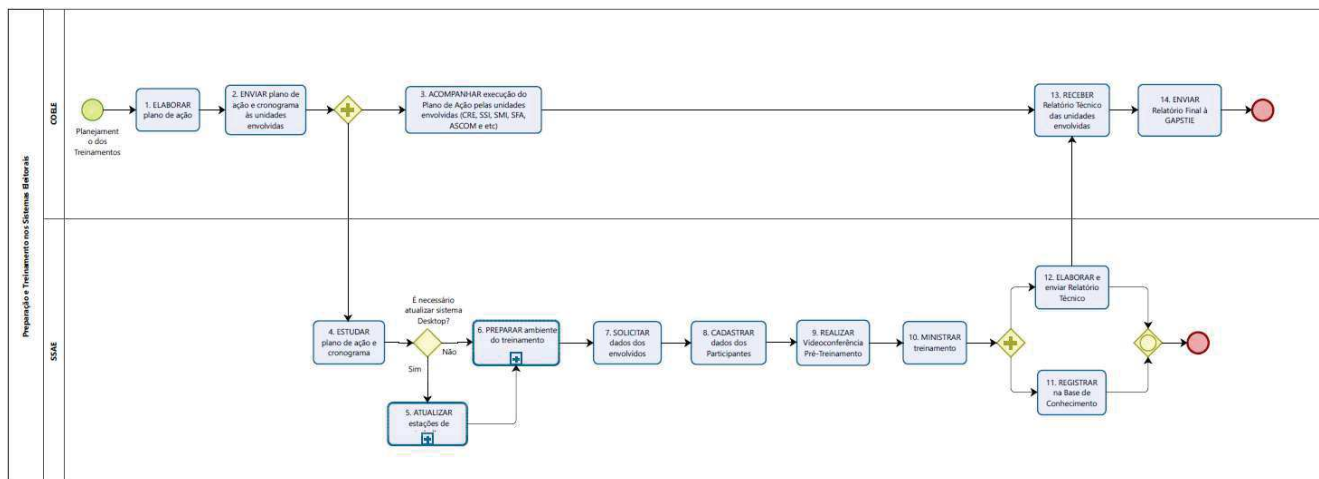 Preparação e Treinamento nos Sistemas Eleitorais
COELE
Planejament
o dos
Treinamentos
1. ELABORAR
plano de ação
2. ENVIAR plano de
ação e cronograma
às unidades
envolvidas
3. ACOMPANHAR execução do
Plano de Ação pelas unidades
envolvidas (CRE, SSI, SMI, SFA,
ASCOM e etc)
13. RECEBER
Relatório Técnico
das unidades
envolvidas
14. ENVIAR
Relatório Final à
GAPSTIE
SSAE
4. ESTUDAR
plano de ação e
cronograma
É necessário
atualizar sistema
Desktop?
Não
Sim
5. ATUALIZAR
estações de
6. PREPARAR ambiente
do treinamento
7. SOLICITAR
dados dos
envolvidos
8. CADASTRAR
dados dos
Participantes
9. REALIZAR
Videoconferência
Pré-Treinamento
10. MINISTRAR
treinamento
12. ELABORAR e
enviar Relatório
Técnico
11. REGISTRAR
na Base de
Conhecimento